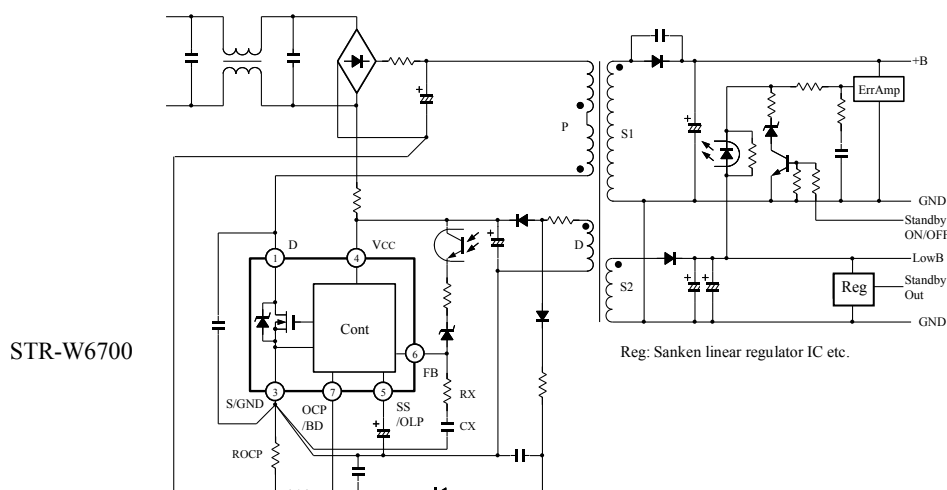 +B
ErrAmp
P
S1
GND
Standby
ON/OFF
D
D
VCC
1
4
LowB
S2
Reg
Standby
Out
Cont
GND
STR-W6700
6
FB
Reg: Sanken linear regulator IC etc.
3
7
5
S/GND
OCP
/BD
SS
/OLP
RX
CX
ROCP